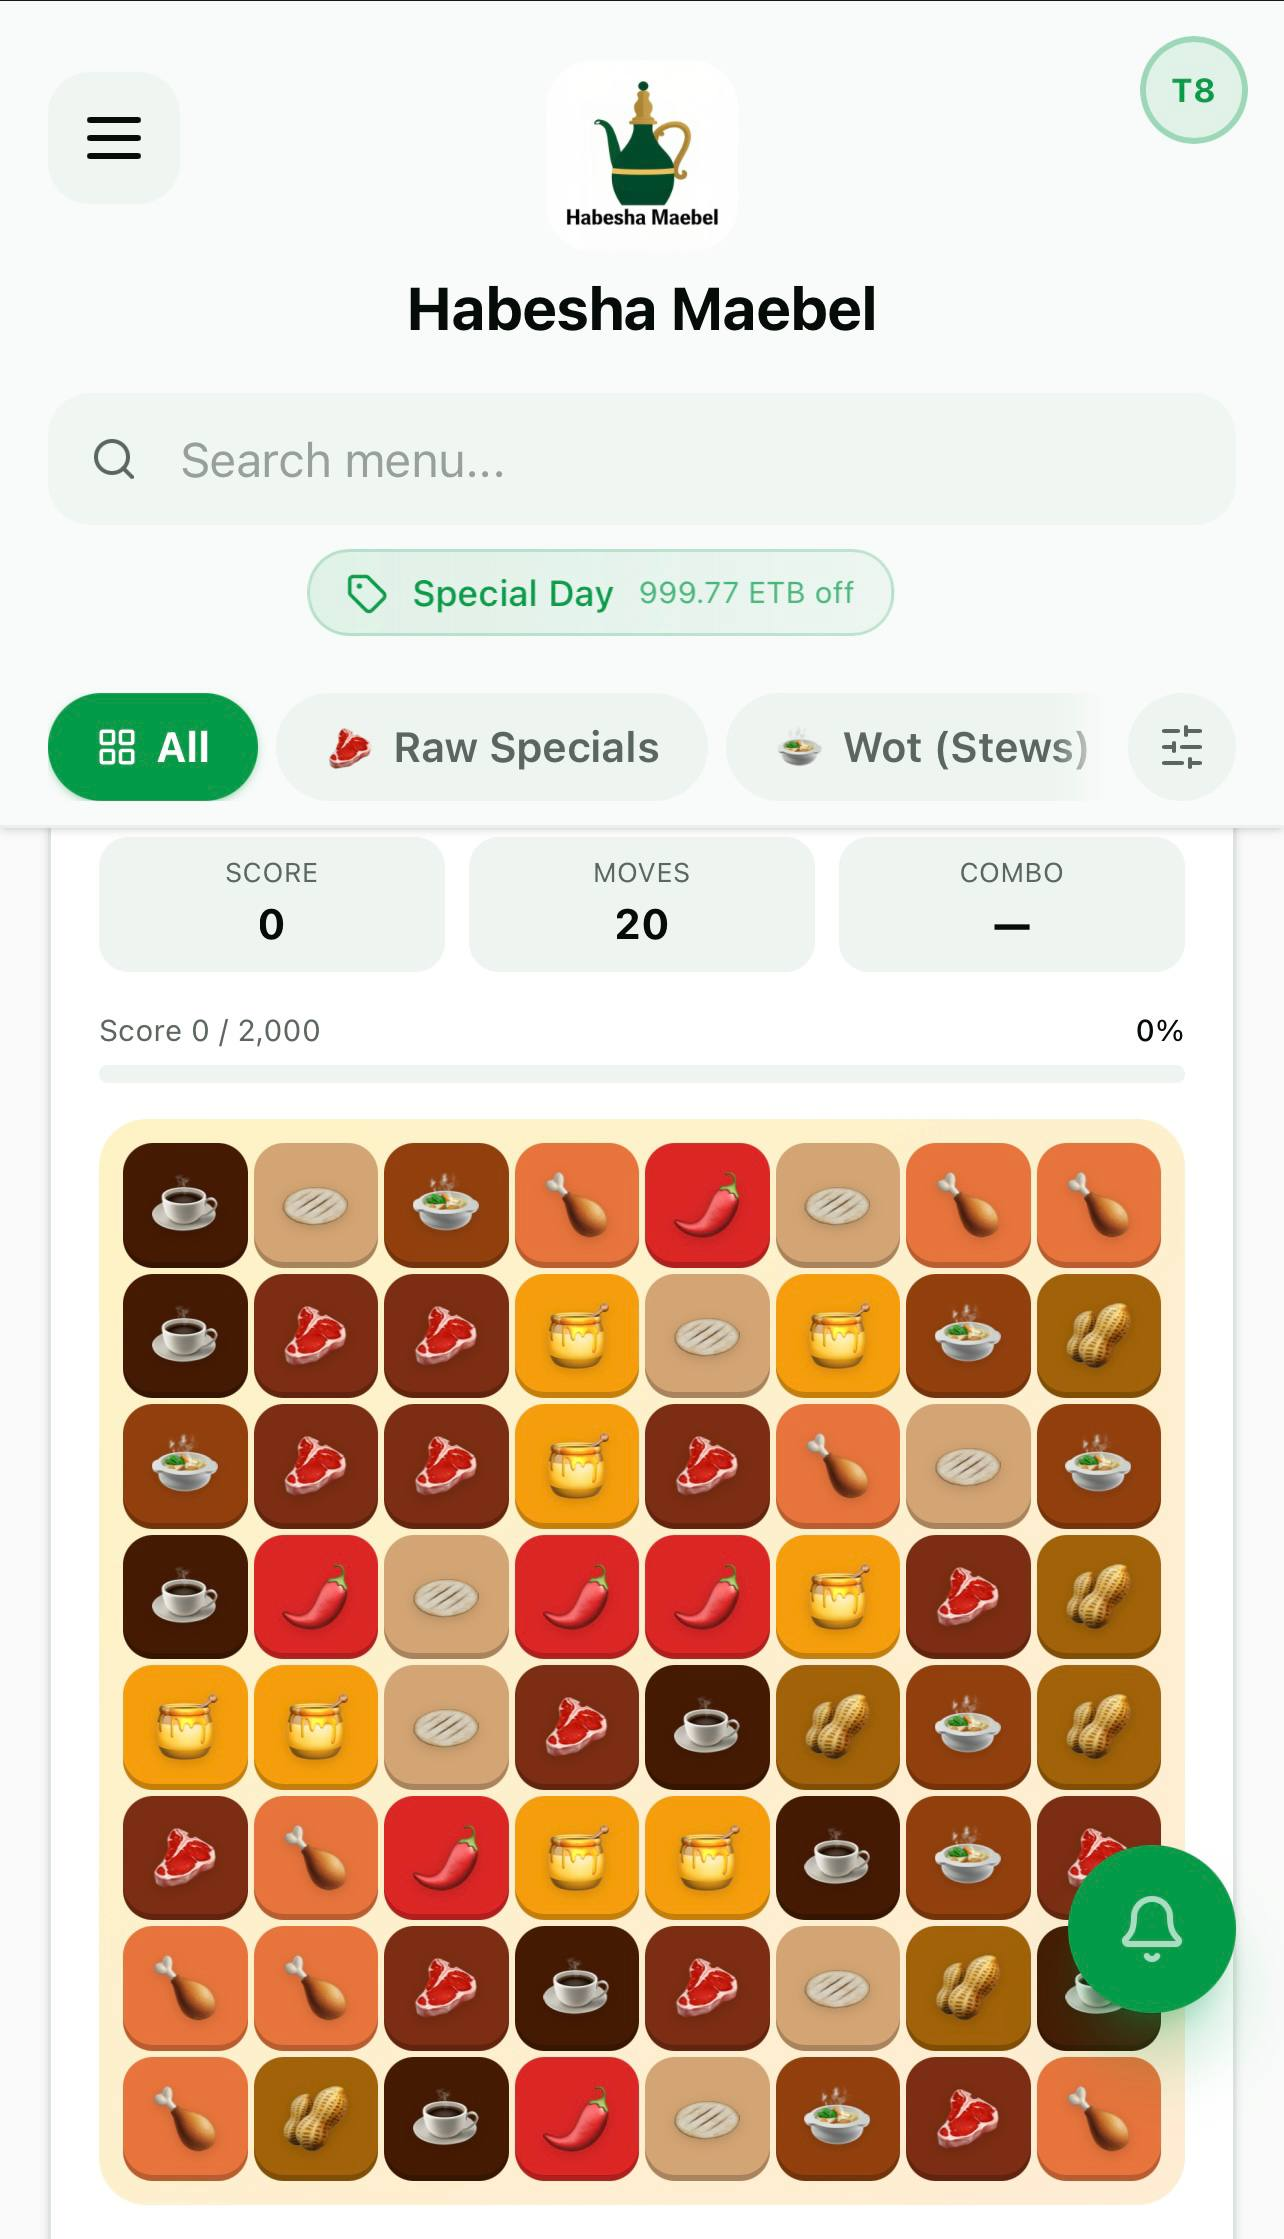 T8
Habesha Maebel
Habesha Maebel
Search menu...
Special Day 999.77 ETB off
All Raw Specials Wot (Stews)
SCORE MOVES COMBO
0 20 —
Score 0 / 2,000 0%